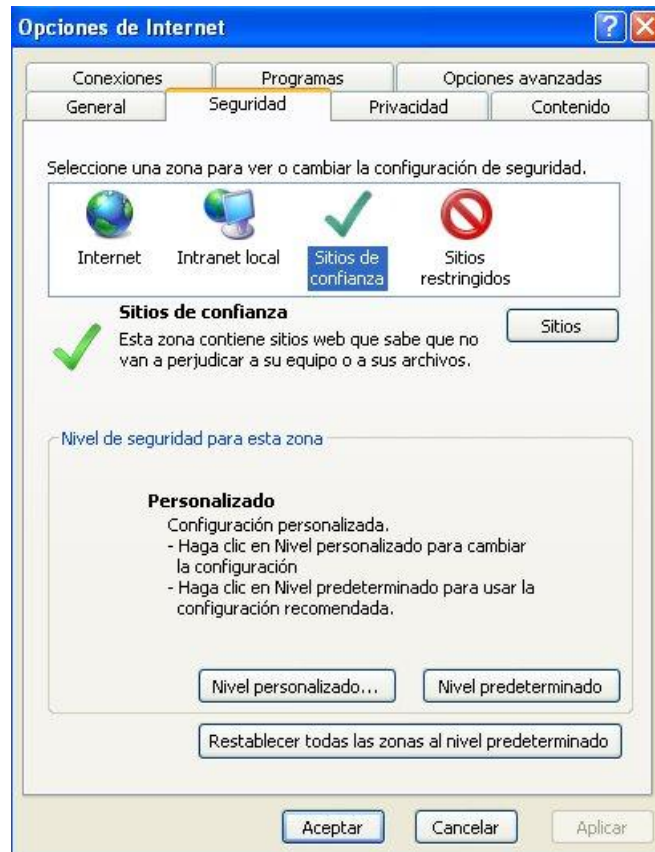 Opciones de Internet
Conexiones Programas Opciones avanzadas
General Seguridad Privacidad Contenido
Seleccione una zona para ver o cambiar la configuración de seguridad.
Internet Intranet local Sitios de confianza Sitios restringidos
Sitios de confianza
Sitios
Esta zona contiene sitios web que sabe que no
van a perjudicar a su equipo o a sus archivos.
Nivel de seguridad para esta zona
Personalizado
Configuración personalizada.
- Haga clic en Nivel personalizado para cambiar
la configuración
- Haga clic en Nivel predeterminado para usar la
configuración recomendada.
Nivel personalizado... Nivel predeterminado
Restablecer todas las zonas al nivel predeterminado
Aceptar Cancelar Aplicar